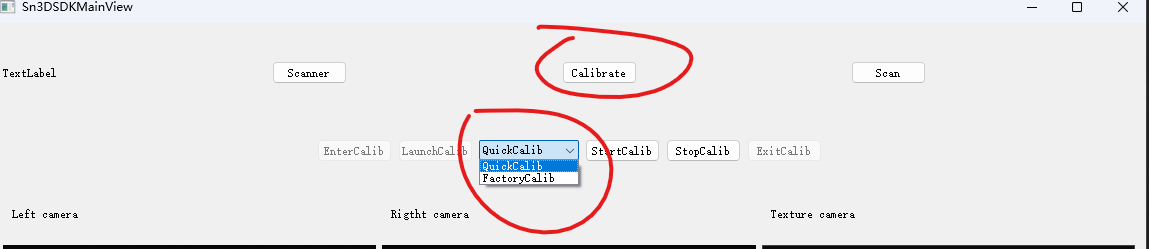 Sn3DSDKMainView
TextLabel Scanner Calibrate Scan
EnterCalib LaunchCalib QuickCalib StartCalib StopCalib ExitCalib
QuickCalib
FactoryCalib
Left camera Rigtht camera Texture camera